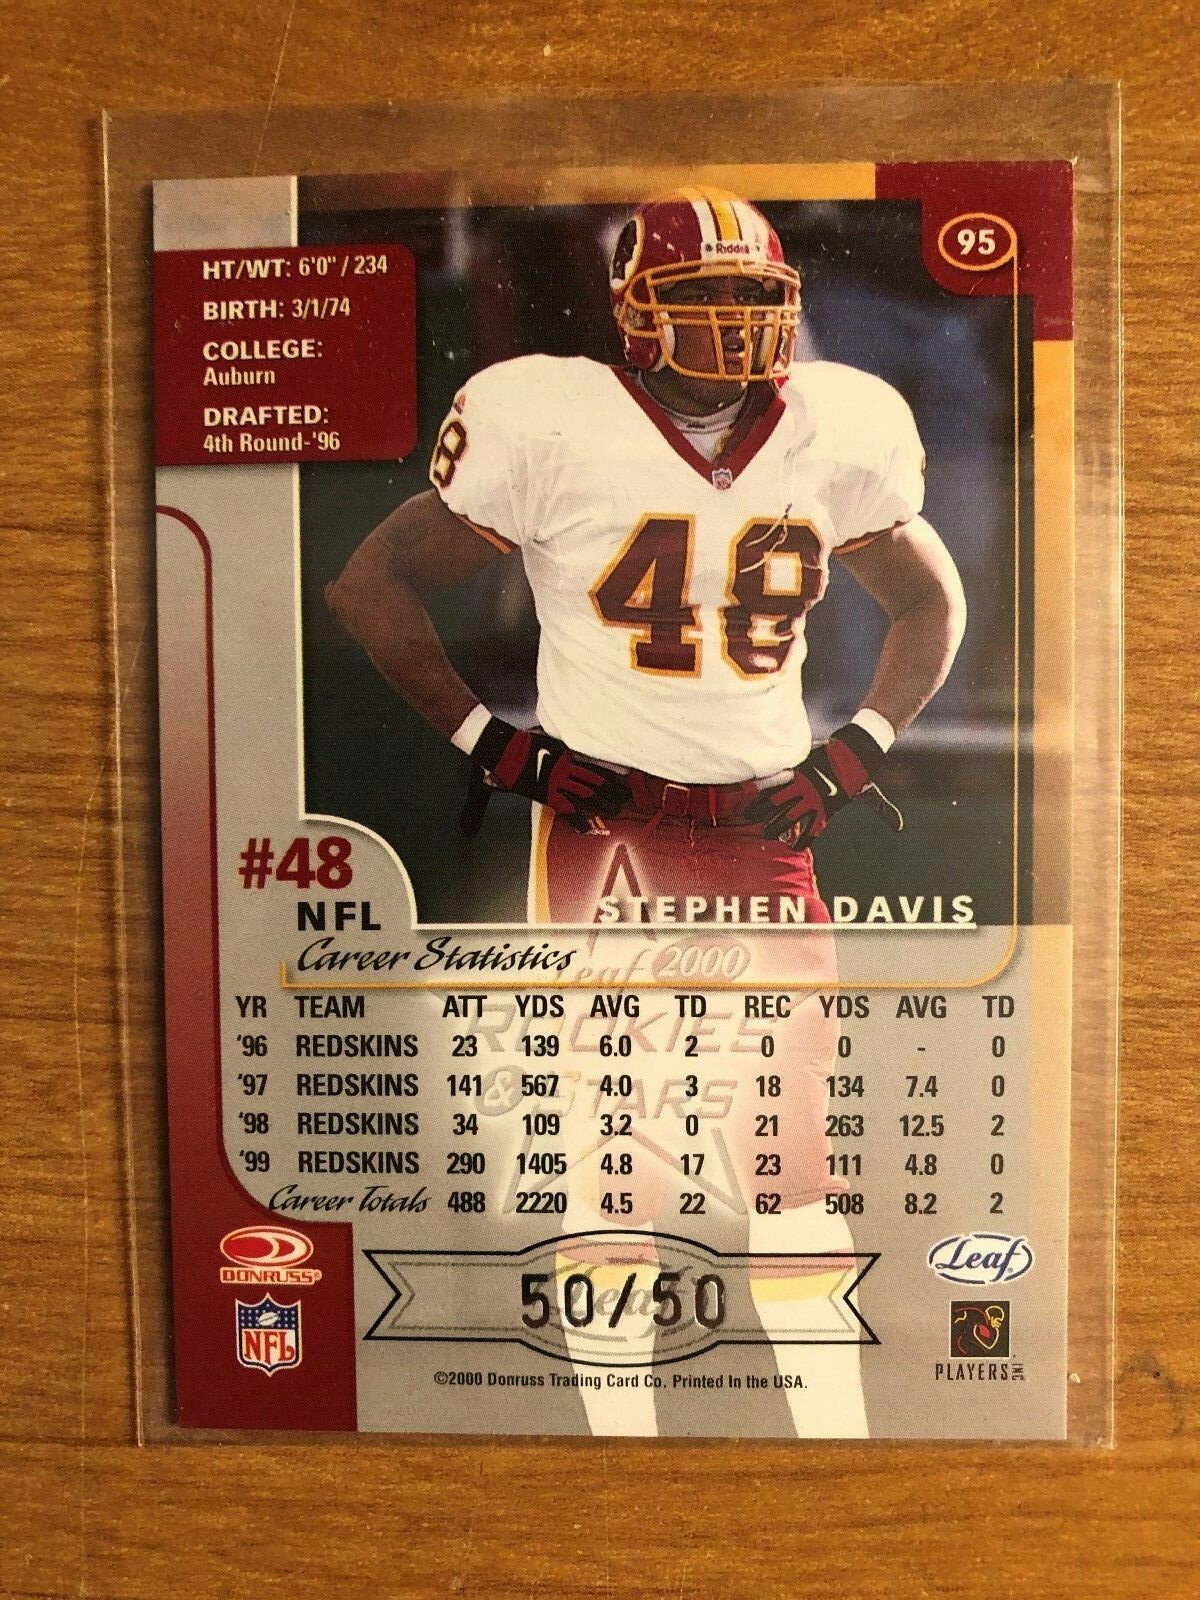 95
Riddell
HT/WT: 6'0" / 234
BIRTH: 3/1/74
COLLEGE:
Auburn
DRAFTED:
4th Round-'96
8
48
#48
NFL
STEPHEN DAVIS
Career Statistics
Leaf 2000
ROOKIES
& STARS
YR TEAM ATT YDS AVG TD REC YDS AVG TD
'96 REDSKINS 23 139 6.0 2 0 0 - 0
'97 REDSKINS 141 567 4.0 3 18 134 7.4 0
'98 REDSKINS 34 109 3.2 0 21 263 12.5 2
'99 REDSKINS 290 1405 4.8 17 23 111 4.8 0
Career Totals 488 2220 4.5 22 62 508 8.2 2
DONRUSS®
NFL
Leaf
50/50
Leaf
PLAYERS INC
©2000 Donruss Trading Card Co. Printed In the USA.